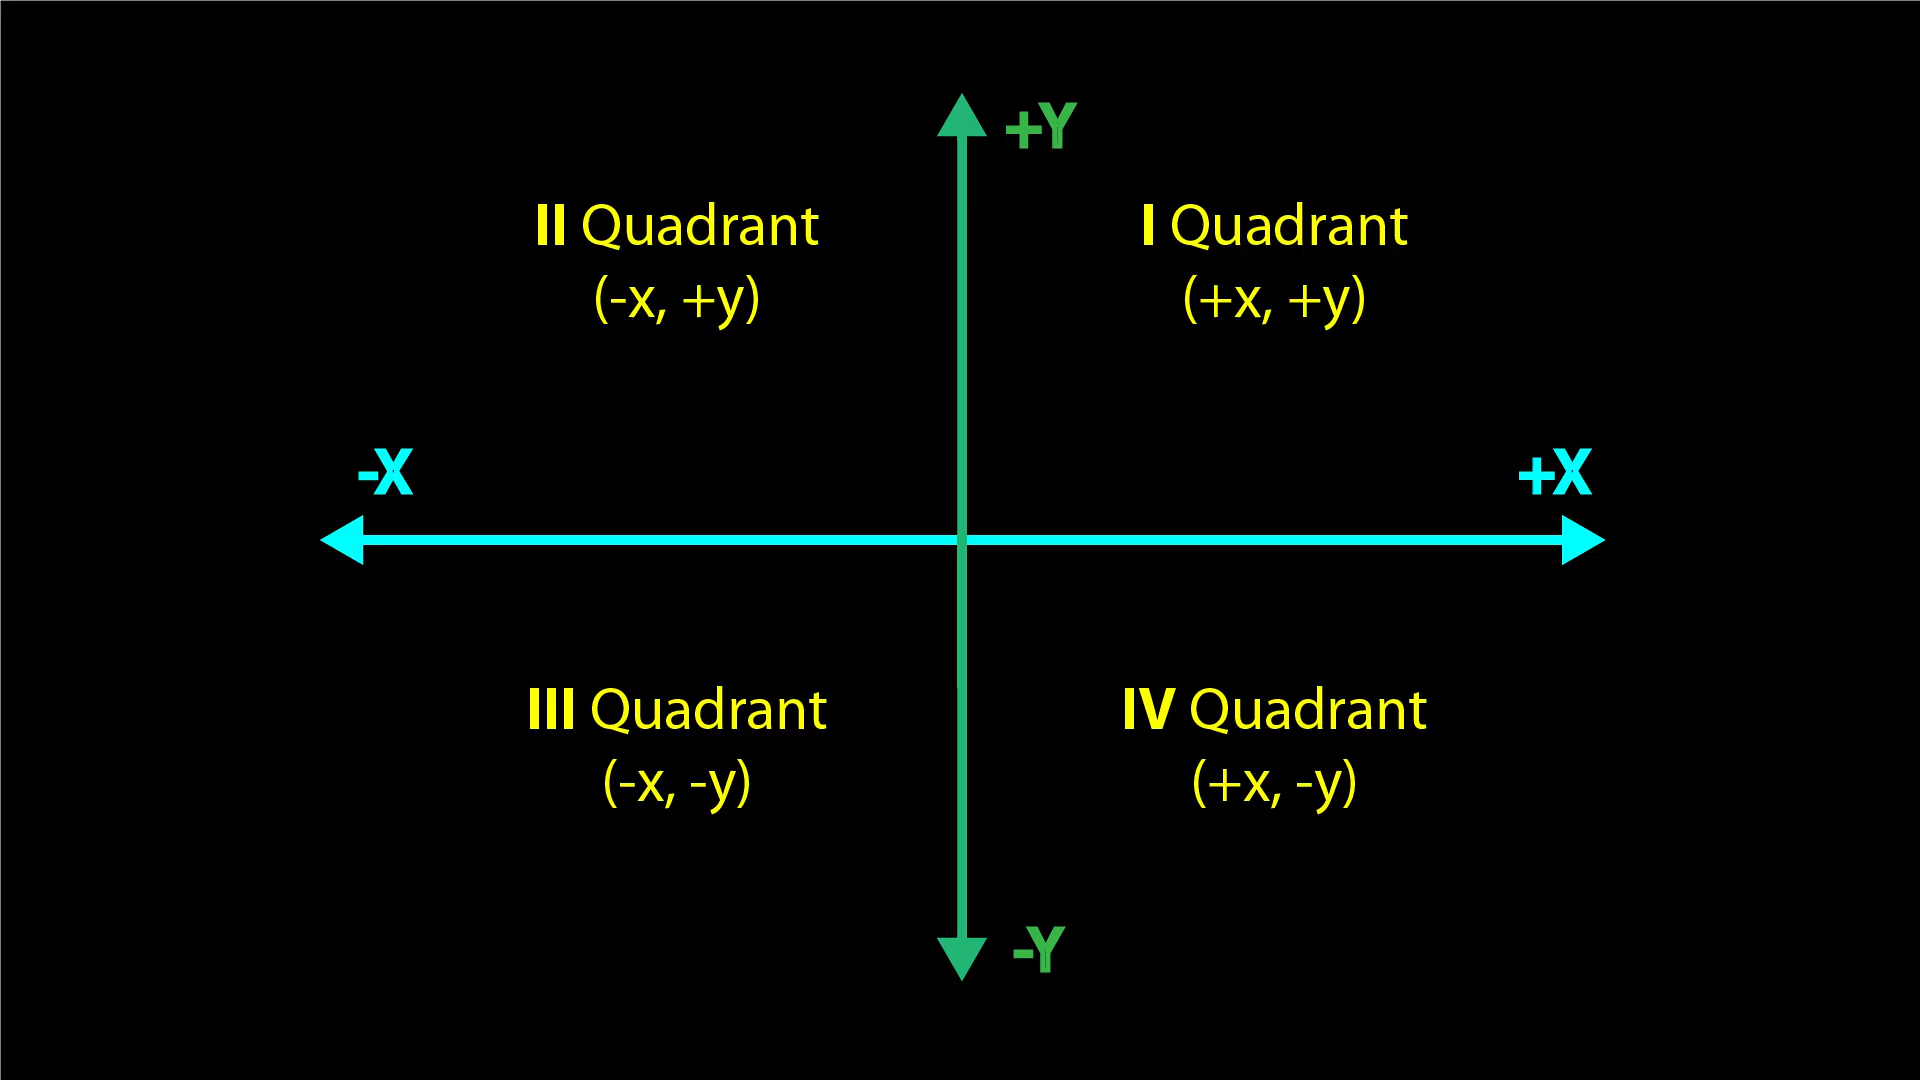 +Y
II Quadrant
(-x, +y)
I Quadrant
(+x, +y)
-X
+X
III Quadrant
(-x, -y)
IV Quadrant
(+x, -y)
-Y